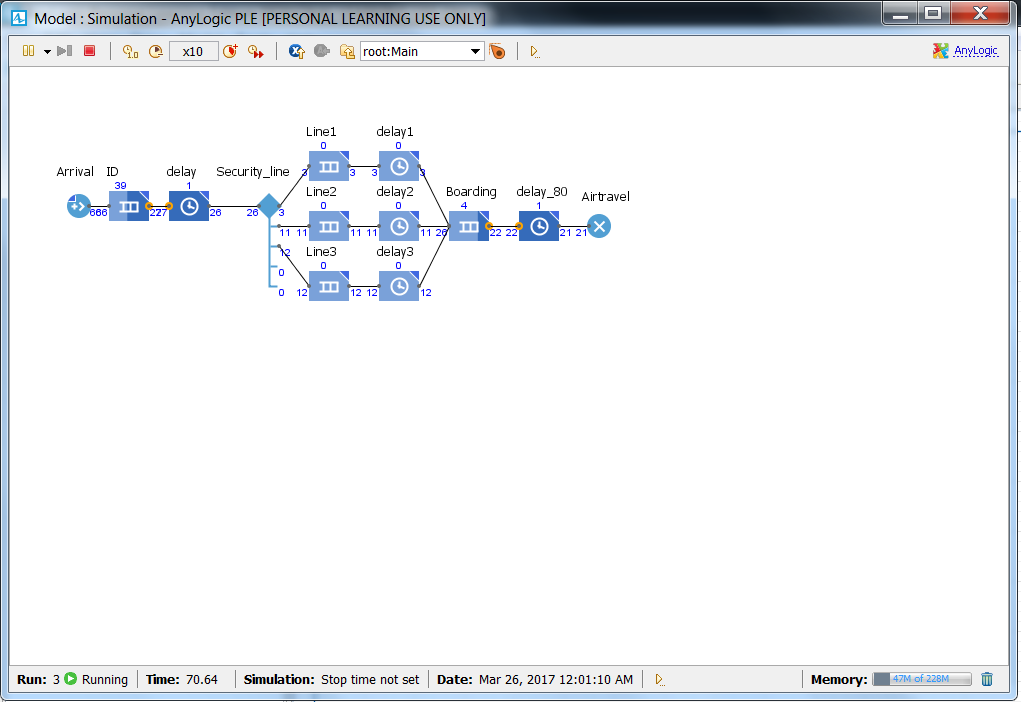 Model : Simulation - AnyLogic PLE [PERSONAL LEARNING USE ONLY]
x10 root:Main AnyLogic
Line1 delay1
0 0
3 3 3 3
Arrival ID delay Security_line
39 1
66 66 27 27 26 26 3
Line2 delay2 Boarding delay_80 Airtravel
0 0 4 1
11 11 11 11 11 26 22 22 21 21
12 Line3 delay3
0 0 0
0 12 12 12 12
Run: 3 Running Time: 70.64 Simulation: Stop time not set Date: Mar 26, 2017 12:01:10 AM Memory: 47M of 228M